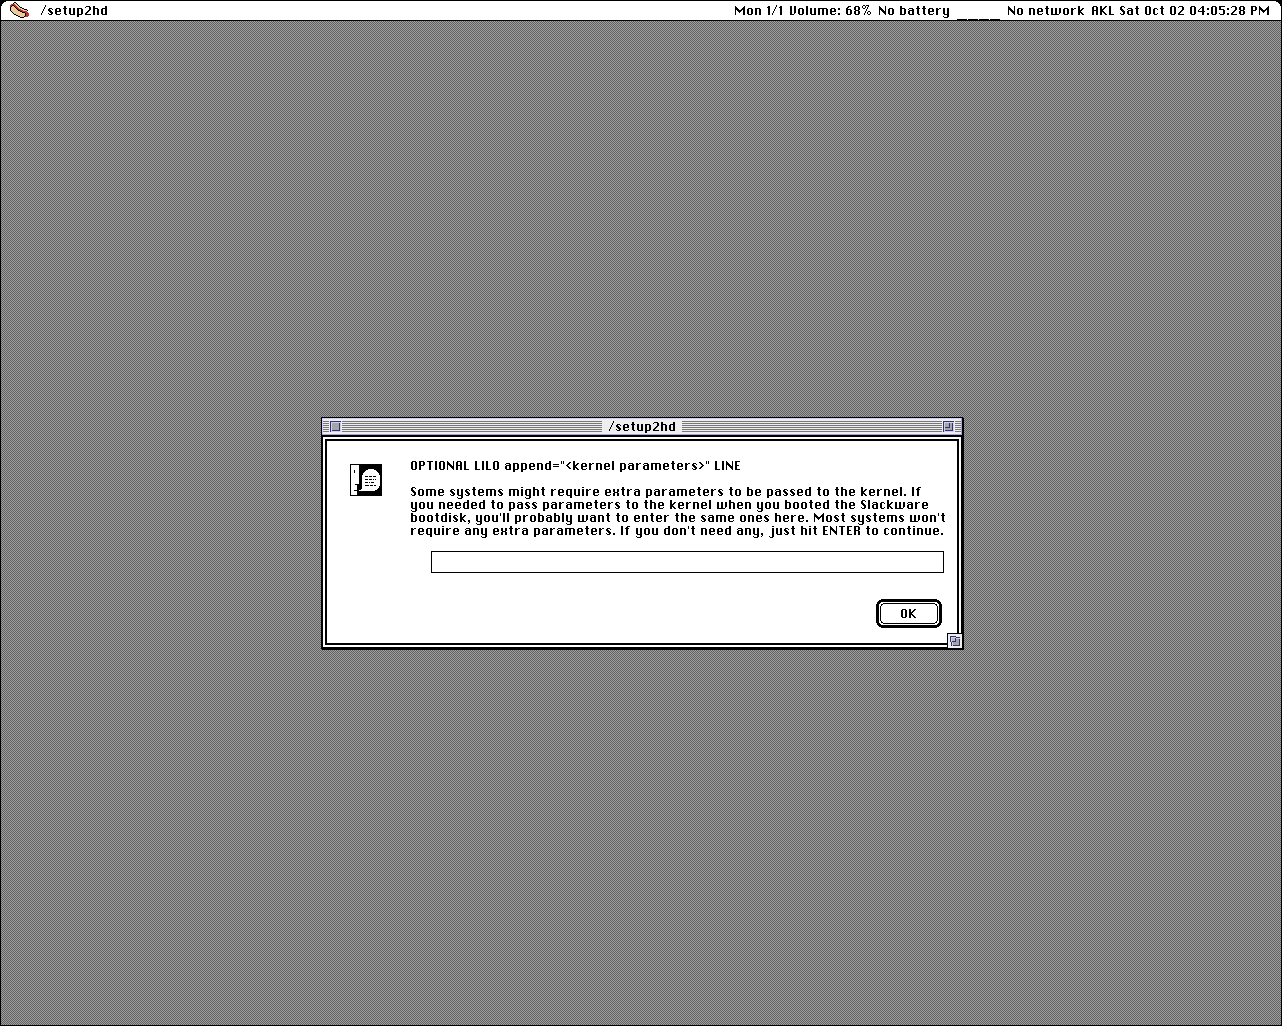 /setup2hd Mon 1/1 Volume: 68% No battery ____ No network AKL Sat Oct 02 04:05:28 PM
/setup2hd
OPTIONAL LILO append="<kernel parameters>" LINE
Some systems might require extra parameters to be passed to the kernel. If
you needed to pass parameters to the kernel when you booted the Slackware
bootdisk, you'll probably want to enter the same ones here. Most systems won't
require any extra parameters. If you don't need any, just hit ENTER to continue.
OK